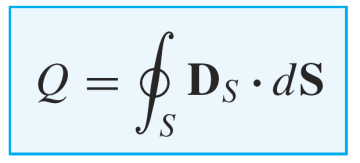 Q = ∮_S 𝐃_S · d𝐒